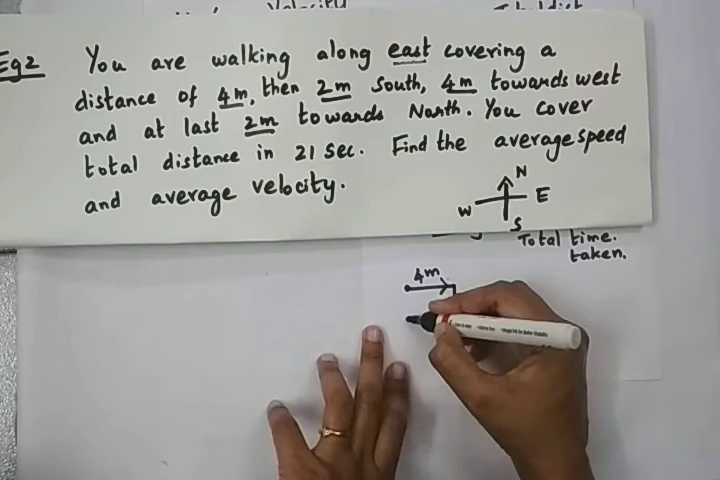 Velocity
Eg2 You are walking along east covering a
distance of 4m, then 2m South, 4m towards west
and at last 2m towards North. You cover
total distance in 21 sec. Find the average speed
and average velocity.
N
W E
S
Total time.
taken.
4m